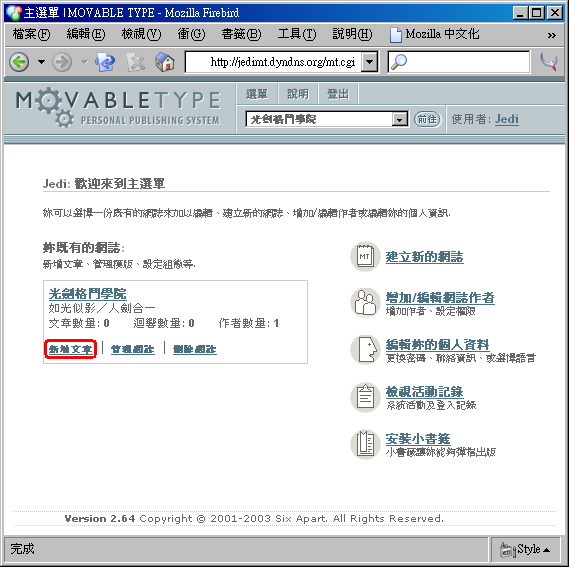 主選單 | MOVABLE TYPE - Mozilla Firebird
檔案(F) 編輯(E) 檢視(V) 衝(G) 書籤(B) 工具(T) 說明(H) Mozilla 中文化 »
http://jedimt.dyndns.org/mt.cgi
MOVABLETYPE
PERSONAL PUBLISHING SYSTEM
選單 說明 登出
光劍格鬥學院 前往 使用者: Jedi
Jedi: 歡迎來到主選單
妳可以選擇一份既有的網誌來加以編輯、建立新的網誌、增加/編輯作者或編輯妳的個人資訊.
妳既有的網誌:
新增文章、管理模版、設定組態等.
光劍格鬥學院
如光似影／人劍合一
文章數量: 0 迴響數量: 0 作者數量: 1
新增文章 管理網誌 刪除網誌
MT
建立新的網誌
增加/編輯網誌作者
增加作者、設定權限
編輯妳的個人資料
更換密碼、聯絡資訊、或選擇語言
檢視活動記錄
系統活動及登入記錄
安裝小書籤
小書籤讓妳能夠彈指出版
Version 2.64 Copyright © 2001-2003 Six Apart. All Rights Reserved.
完成 Style